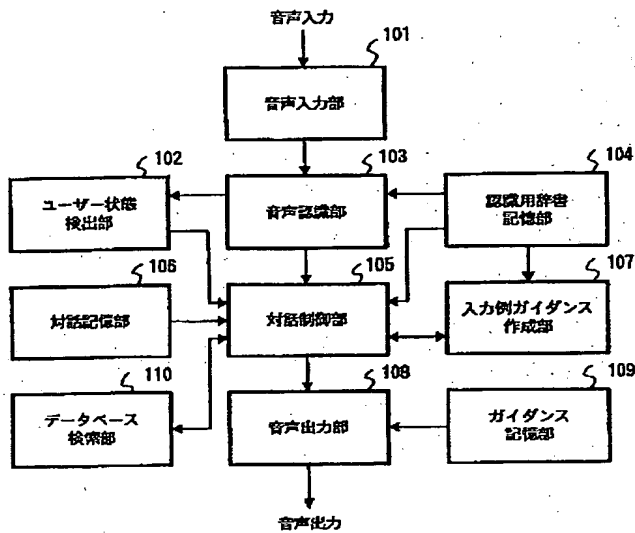 音声入力
101
音声入力部
102
103
104
ユーザー状態
検出部
音声認識部
認識用辞書
記憶部
106
105
107
対話記憶部
対話制御部
入力例ガイダンス
作成部
110
108
109
データベース
検索部
音声出力部
ガイダンス
記憶部
音声出力